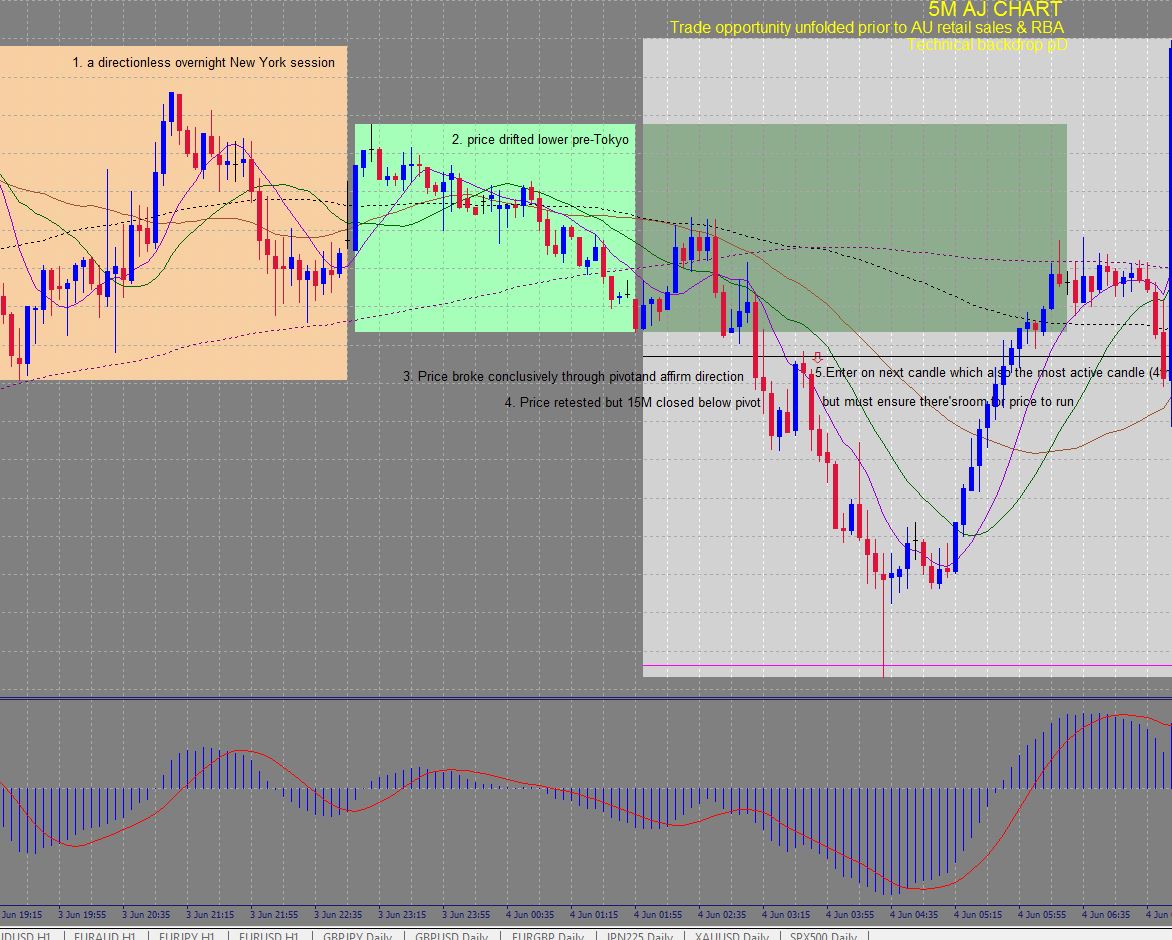 5M AJ CHART
Trade opportunity unfolded prior to AU retail sales & RBA
Technical backdrop pD
1. a directionless overnight New York session
2. price drifted lower pre-Tokyo
3. Price broke conclusively through pivotand affirm direction
5.Enter on next candle which also the most active candle
4. Price retested but 15M closed below pivot
but must ensure there'sroom for price to run
Jun 19:15 3 Jun 19:55 3 Jun 20:35 3 Jun 21:15 3 Jun 21:55 3 Jun 22:35 3 Jun 23:15 3 Jun 23:55 4 Jun 00:35 4 Jun 01:15 4 Jun 01:55 4 Jun 02:35 4 Jun 03:15 4 Jun 03:55 4 Jun 04:35 4 Jun 05:15 4 Jun 05:55 4 Jun 06:35
EURAUD H1 | EURJPY H1 | EURUSD H1 | GBPJPY Daily | GBPUSD Daily | EURGBP Daily | JPN225 Daily | XAUUSD Daily | SPX500 Daily |